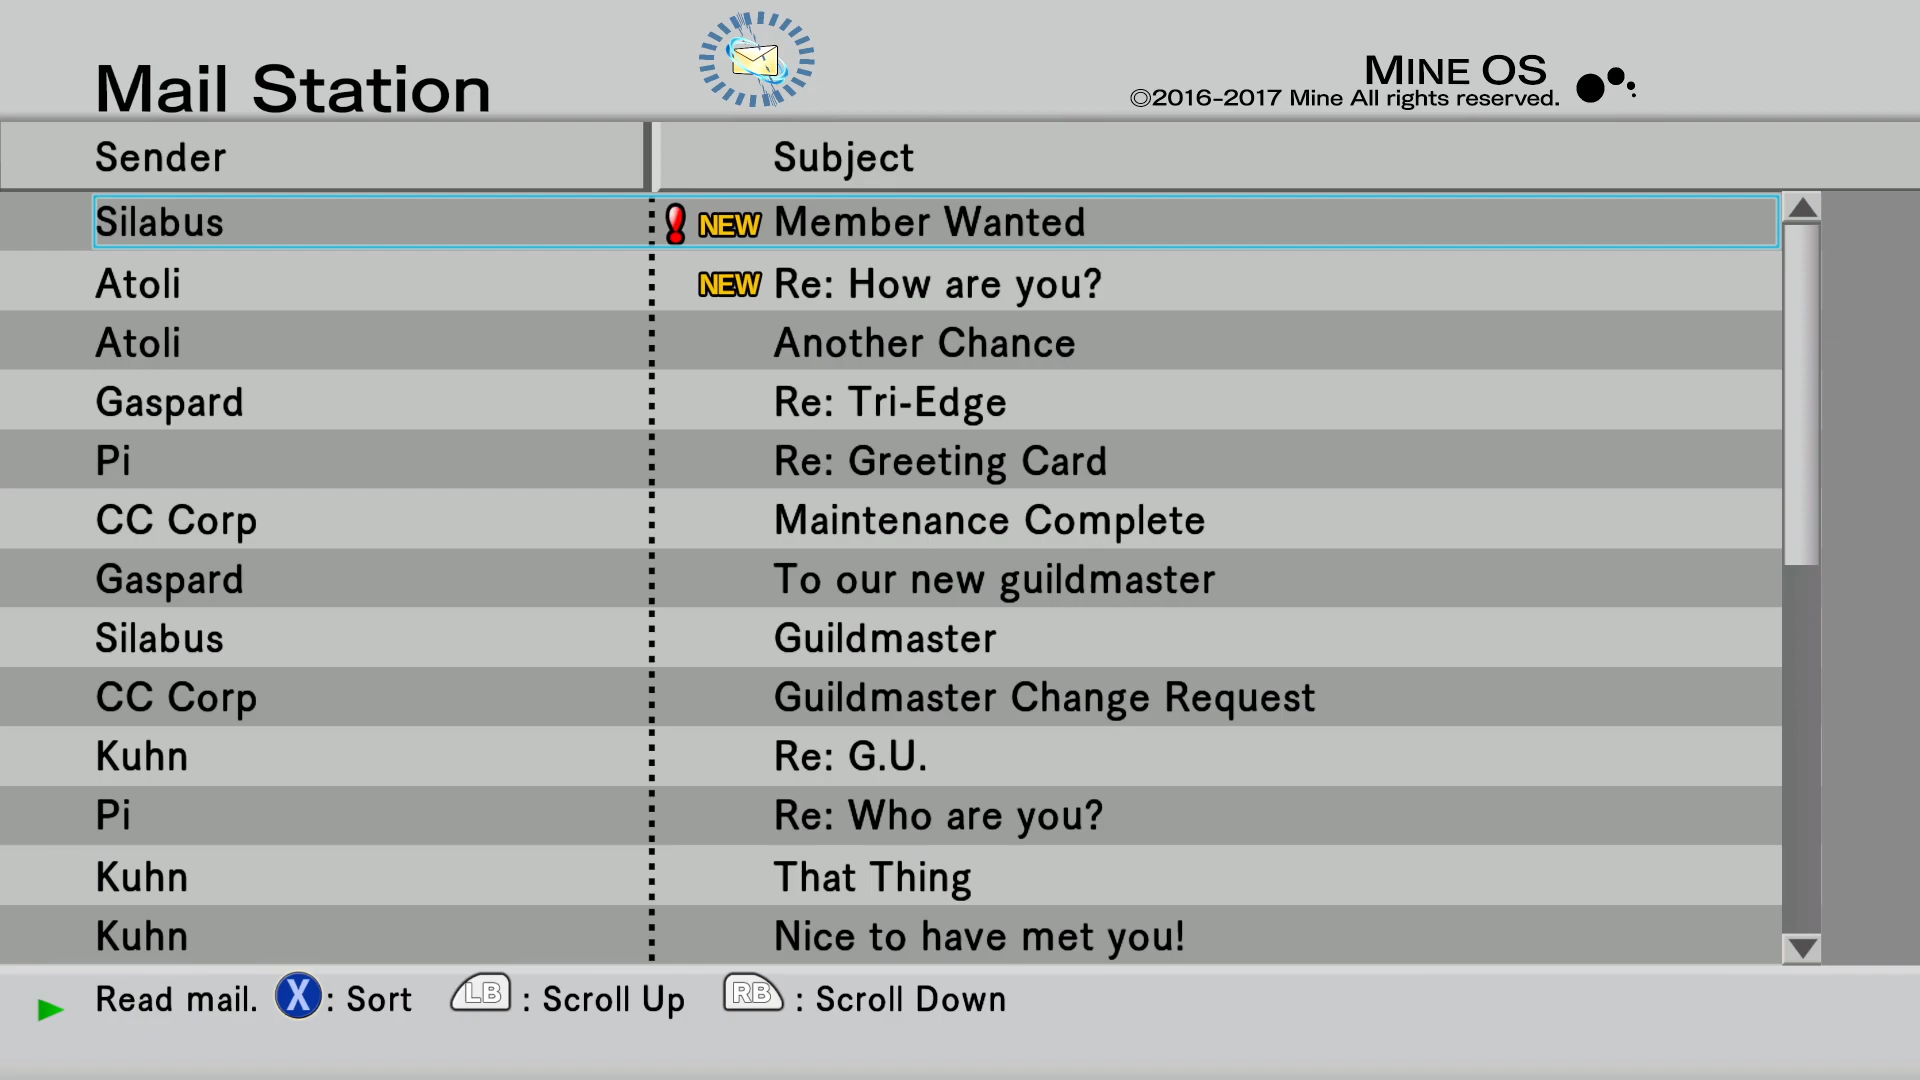 Mail Station
MINE OS
©2016-2017 Mine All rights reserved.
Sender Subject
Silabus NEW Member Wanted
Atoli NEW Re: How are you?
Atoli Another Chance
Gaspard Re: Tri-Edge
Pi Re: Greeting Card
CC Corp Maintenance Complete
Gaspard To our new guildmaster
Silabus Guildmaster
CC Corp Guildmaster Change Request
Kuhn Re: G.U.
Pi Re: Who are you?
Kuhn That Thing
Kuhn Nice to have met you!
Read mail. X : Sort LB : Scroll Up RB : Scroll Down